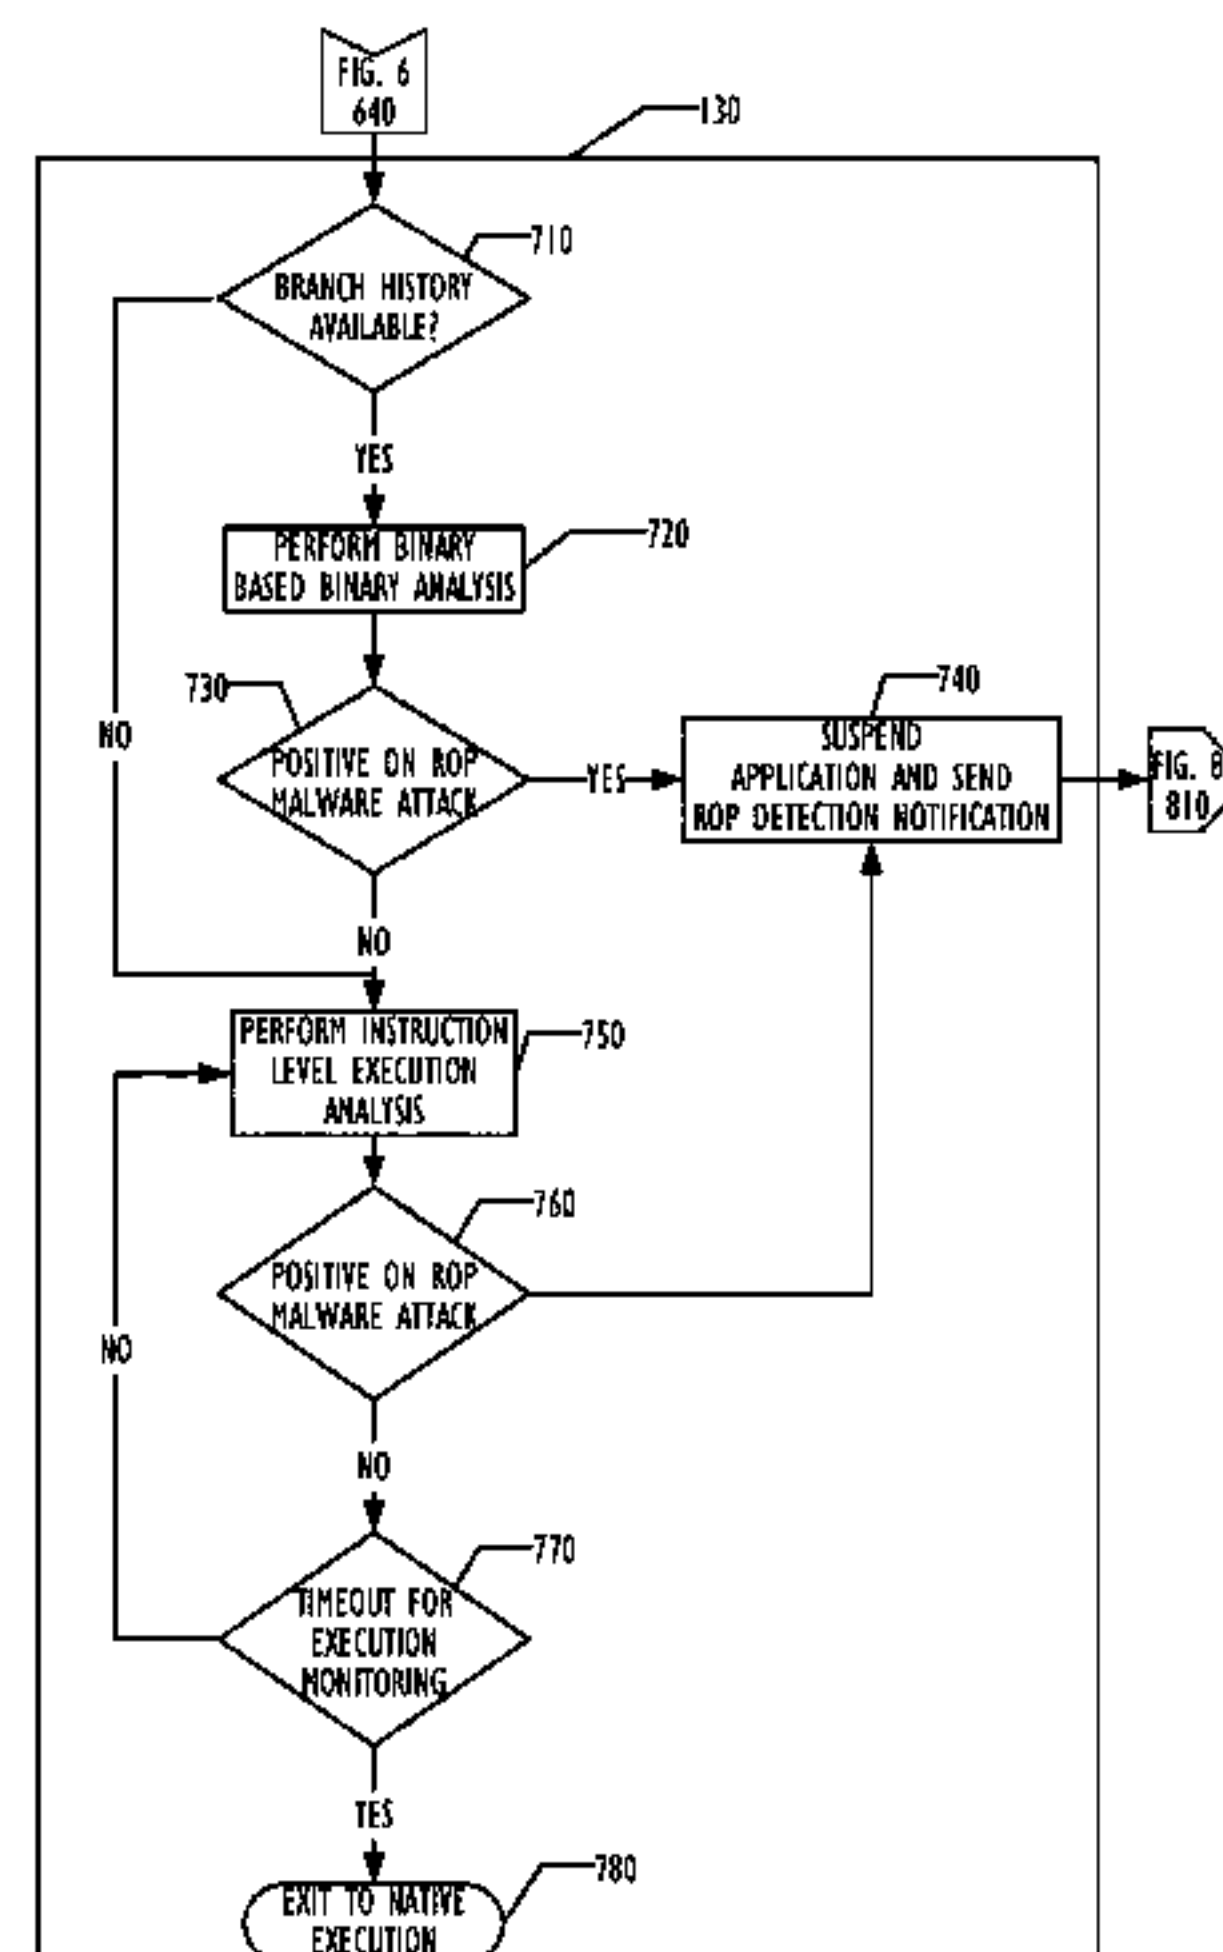 FIG. 6
640
130
710
BRANCH HISTORY
AVAILABLE?
YES
720
PERFORM BINARY
BASED BINARY ANALYSIS
730
740
NO
POSITIVE ON ROP
MALWARE ATTACK
YES
SUSPEND
APPLICATION AND SEND
ROP DETECTION NOTIFICATION
FIG. 8
810
NO
PERFORM INSTRUCTION
LEVEL EXECUTION
ANALYSIS
750
760
POSITIVE ON ROP
MALWARE ATTACK
NO
NO
770
TIMEOUT FOR
EXECUTION
MONITORING
TES
780
EXIT TO NATIVE
EXECUTION